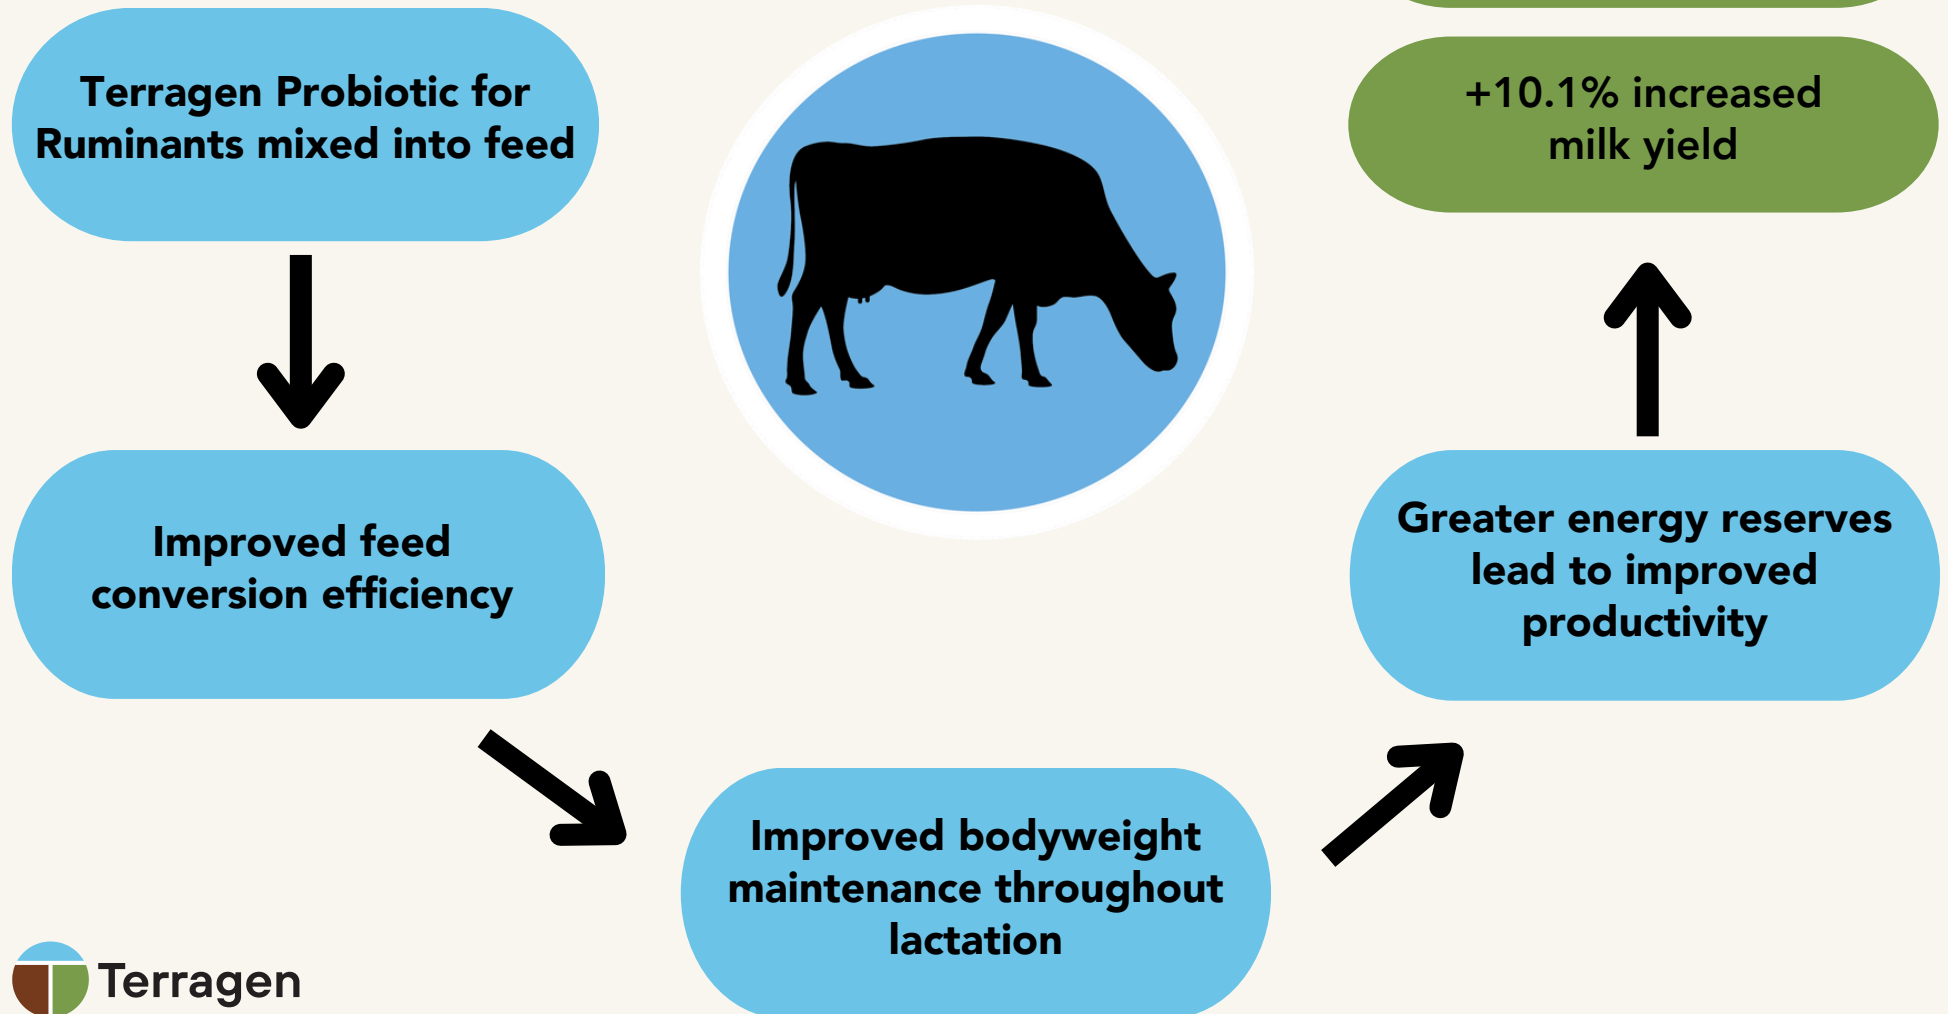 Terragen Probiotic for
Ruminants mixed into feed
Improved feed
conversion efficiency
Improved bodyweight
maintenance throughout
lactation
Greater energy reserves
lead to improved
productivity
+10.1% increased
milk yield
Terragen